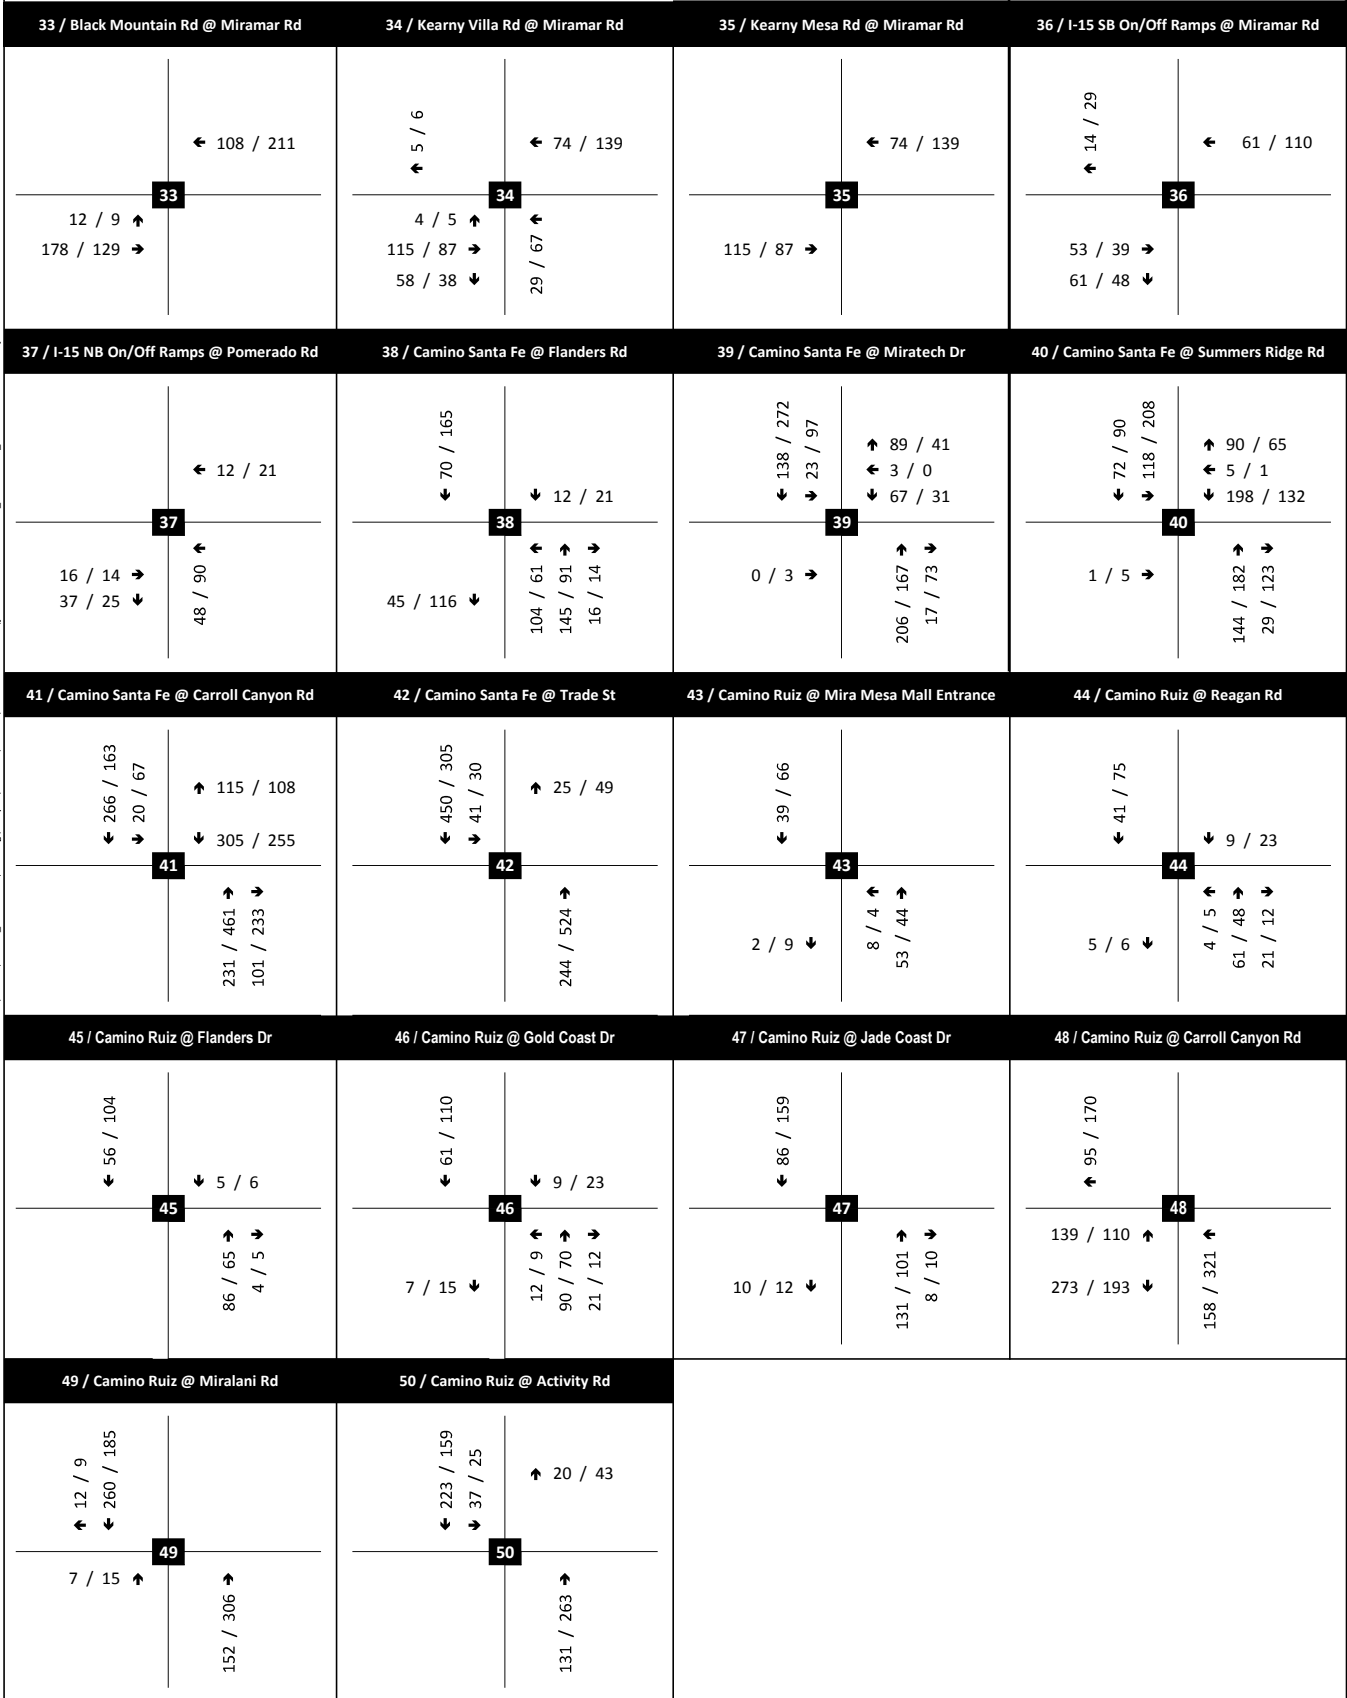 33 / Black Mountain Rd @ Miramar Rd
← 108 / 211
33
12 / 9 ↑
178 / 129 →
34 / Kearny Villa Rd @ Miramar Rd
← 5 / 6
← 74 / 139
34
4 / 5 ↑
115 / 87 →
58 / 38 ↓
← 29 / 67
35 / Kearny Mesa Rd @ Miramar Rd
← 74 / 139
35
115 / 87 →
36 / I-15 SB On/Off Ramps @ Miramar Rd
← 14 / 29
← 61 / 110
36
53 / 39 →
61 / 48 ↓
37 / I-15 NB On/Off Ramps @ Pomerado Rd
← 12 / 21
37
16 / 14 →
37 / 25 ↓
← 48 / 90
38 / Camino Santa Fe @ Flanders Rd
↓ 70 / 165
↓ 12 / 21
38
45 / 116 ↓
← 104 / 61
↑ 145 / 91
→ 16 / 14
39 / Camino Santa Fe @ Miratech Dr
↓ 138 / 272
→ 23 / 97
↑ 89 / 41
← 3 / 0
↓ 67 / 31
39
0 / 3 →
↑ 206 / 167
→ 17 / 73
40 / Camino Santa Fe @ Summers Ridge Rd
↓ 72 / 90
→ 118 / 208
↑ 90 / 65
← 5 / 1
↓ 198 / 132
40
1 / 5 →
↑ 144 / 182
→ 29 / 123
41 / Camino Santa Fe @ Carroll Canyon Rd
↓ 266 / 163
→ 20 / 67
↑ 115 / 108
↓ 305 / 255
41
↑ 231 / 461
→ 101 / 233
42 / Camino Santa Fe @ Trade St
↓ 450 / 305
→ 41 / 30
↑ 25 / 49
42
↑ 244 / 524
43 / Camino Ruiz @ Mira Mesa Mall Entrance
↓ 39 / 66
43
2 / 9 ↓
← 8 / 4
↑ 53 / 44
44 / Camino Ruiz @ Reagan Rd
↓ 41 / 75
↓ 9 / 23
44
5 / 6 ↓
← 4 / 5
↑ 61 / 48
→ 21 / 12
45 / Camino Ruiz @ Flanders Dr
↓ 56 / 104
↓ 5 / 6
45
↑ 86 / 65
→ 4 / 5
46 / Camino Ruiz @ Gold Coast Dr
↓ 61 / 110
↓ 9 / 23
46
7 / 15 ↓
← 12 / 9
↑ 90 / 70
→ 21 / 12
47 / Camino Ruiz @ Jade Coast Dr
↓ 86 / 159
47
10 / 12 ↓
↑ 131 / 101
→ 8 / 10
48 / Camino Ruiz @ Carroll Canyon Rd
← 95 / 170
48
139 / 110 ↑
273 / 193 ↓
← 158 / 321
49 / Camino Ruiz @ Miralani Rd
← 12 / 9
↓ 260 / 185
49
7 / 15 ↑
↑ 152 / 306
50 / Camino Ruiz @ Activity Rd
↓ 223 / 159
→ 37 / 25
↑ 20 / 43
50
↑ 131 / 263